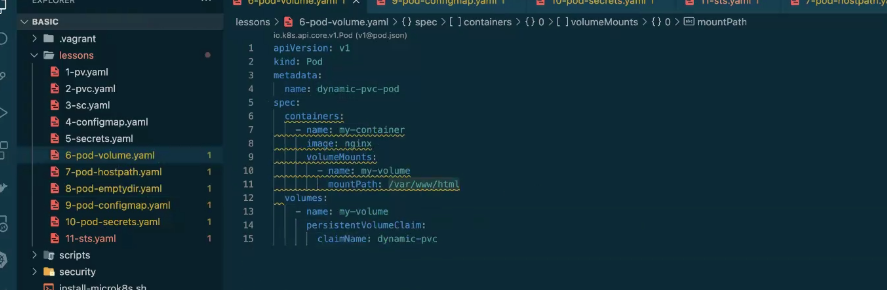 EXPLORER
6-pod-volume.yaml 1
9-pod-configmap.yaml 1
10-pod-secrets.yaml 1
11-sts.yaml 1
7-pod-hostpath.yaml
BASIC
lessons > 6-pod-volume.yaml > {} spec > [ ] containers > {} 0 > [ ] volumeMounts > {} 0 > mountPath
io.k8s.api.core.v1.Pod (v1@pod.json)
.vagrant
lessons
1-pv.yaml
2-pvc.yaml
3-sc.yaml
4-configmap.yaml
5-secrets.yaml
6-pod-volume.yaml 1
7-pod-hostpath.yaml 1
8-pod-emptydir.yaml 1
9-pod-configmap.yaml 1
10-pod-secrets.yaml 1
11-sts.yaml 1
scripts
security
install-microk8s.sh
1 apiVersion: v1
2 kind: Pod
3 metadata:
4 name: dynamic-pvc-pod
5 spec:
6 containers:
7 - name: my-container
8 image: nginx
9 volumeMounts:
10 - name: my-volume
11 mountPath: /var/www/html
12 volumes:
13 - name: my-volume
14 persistentVolumeClaim:
15 claimName: dynamic-pvc